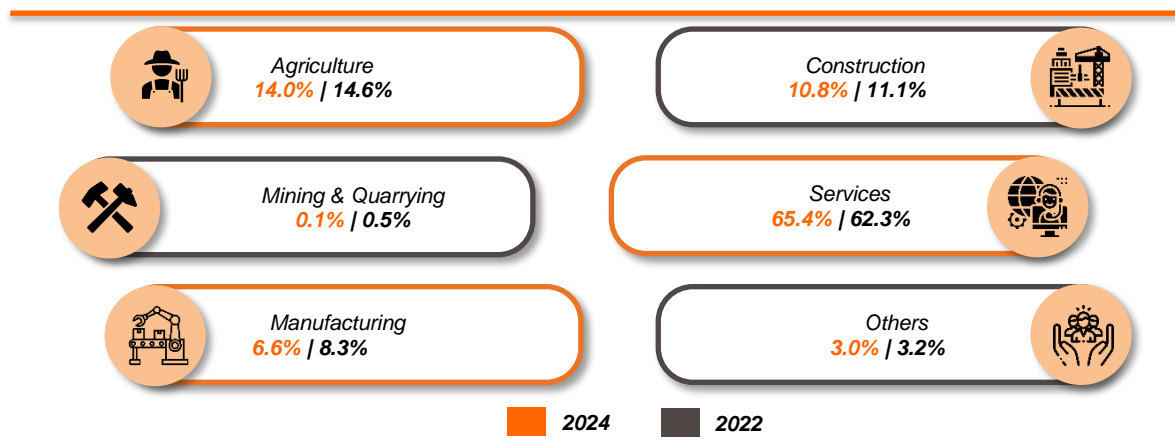 Agriculture
14.0% | 14.6%
Construction
10.8% | 11.1%
Mining & Quarrying
0.1% | 0.5%
Services
65.4% | 62.3%
Manufacturing
6.6% | 8.3%
Others
3.0% | 3.2%
2024
2022